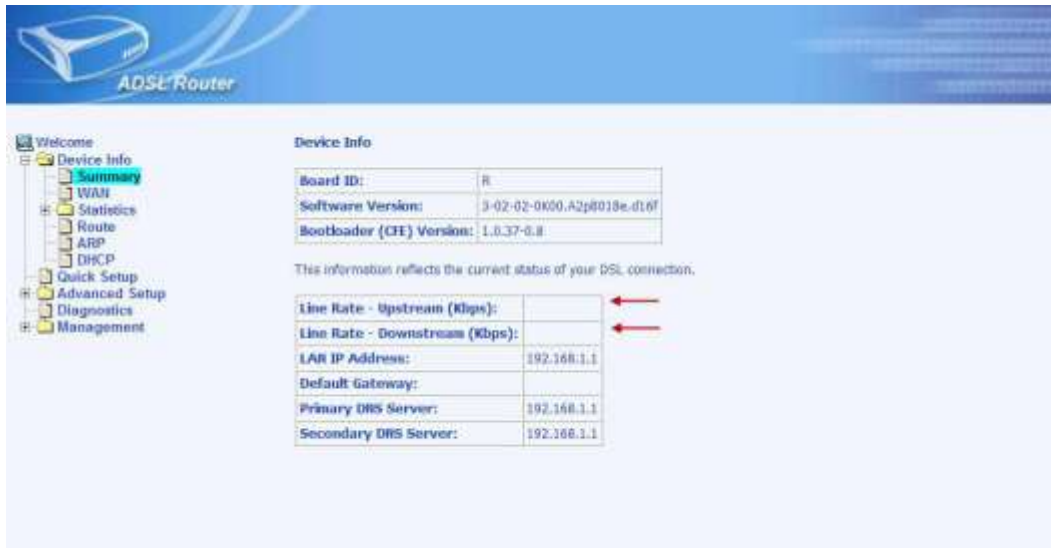 ADSL Router
Welcome
Device Info
Summary
WAN
Statistics
Route
ARP
DHCP
Quick Setup
Advanced Setup
Diagnostics
Management
Device Info
Board ID: R
Software Version: 3-02-02-0K00.A2pB018e.d16f
Bootloader (CFE) Version: 1.0.37-0.8
This information reflects the current status of your DSL connection.
Line Rate - Upstream (Kbps):
Line Rate - Downstream (Kbps):
LAN IP Address: 192.168.1.1
Default Gateway:
Primary DNS Server: 192.168.1.1
Secondary DNS Server: 192.168.1.1